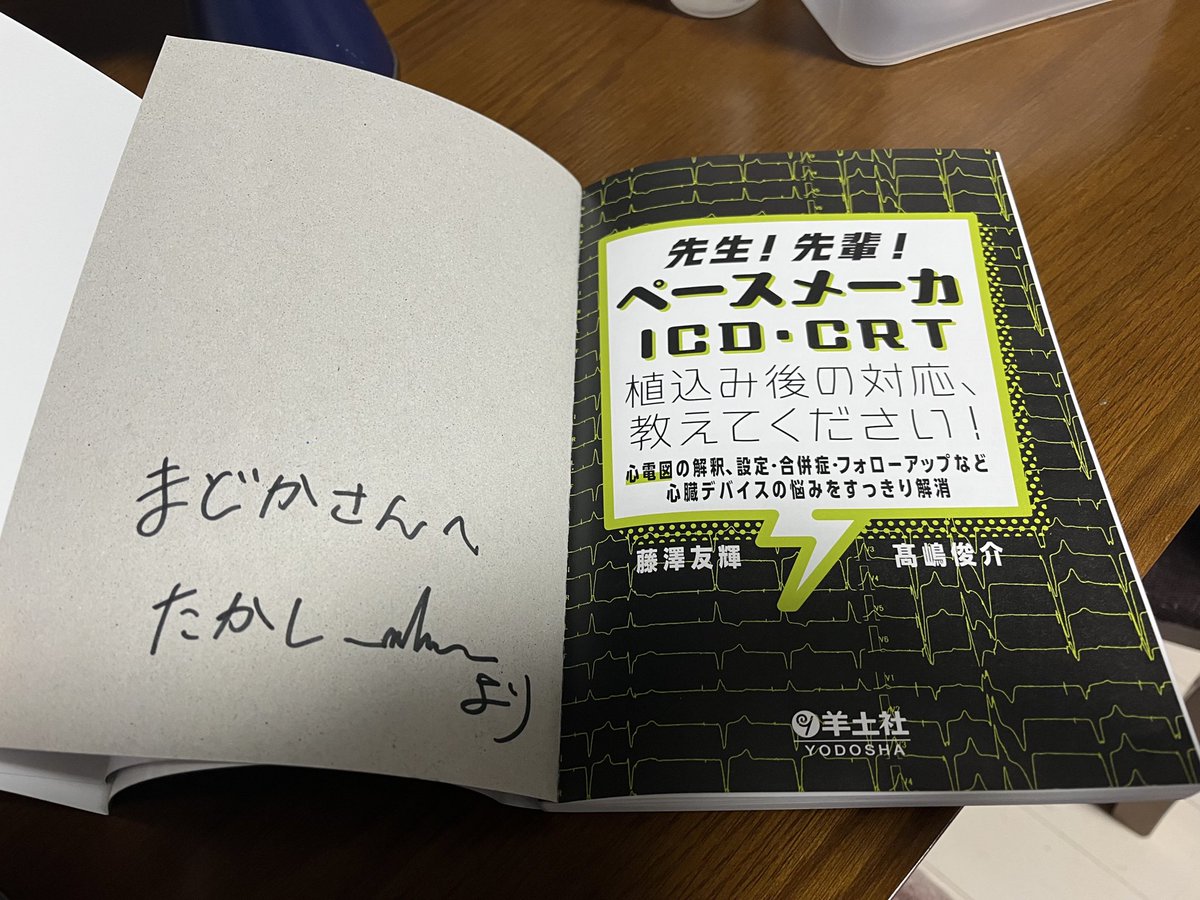 まどかさんへ
たかし
より
先生！先輩！
ペースメーカ
ICD・CRT
植込み後の対応、
教えてください！
心電図の解釈、設定・合併症・フォローアップなど
心臓デバイスの悩みをすっきり解消
藤澤友輝 髙嶋俊介
羊土社
YODOSHA